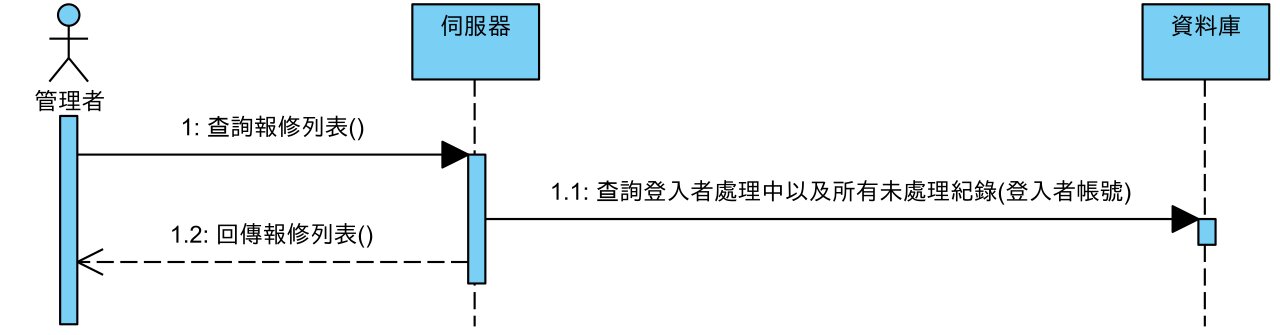 伺服器
資料庫
管理者
1: 查詢報修列表()
1.1: 查詢登入者處理中以及所有未處理紀錄(登入者帳號)
1.2: 回傳報修列表()